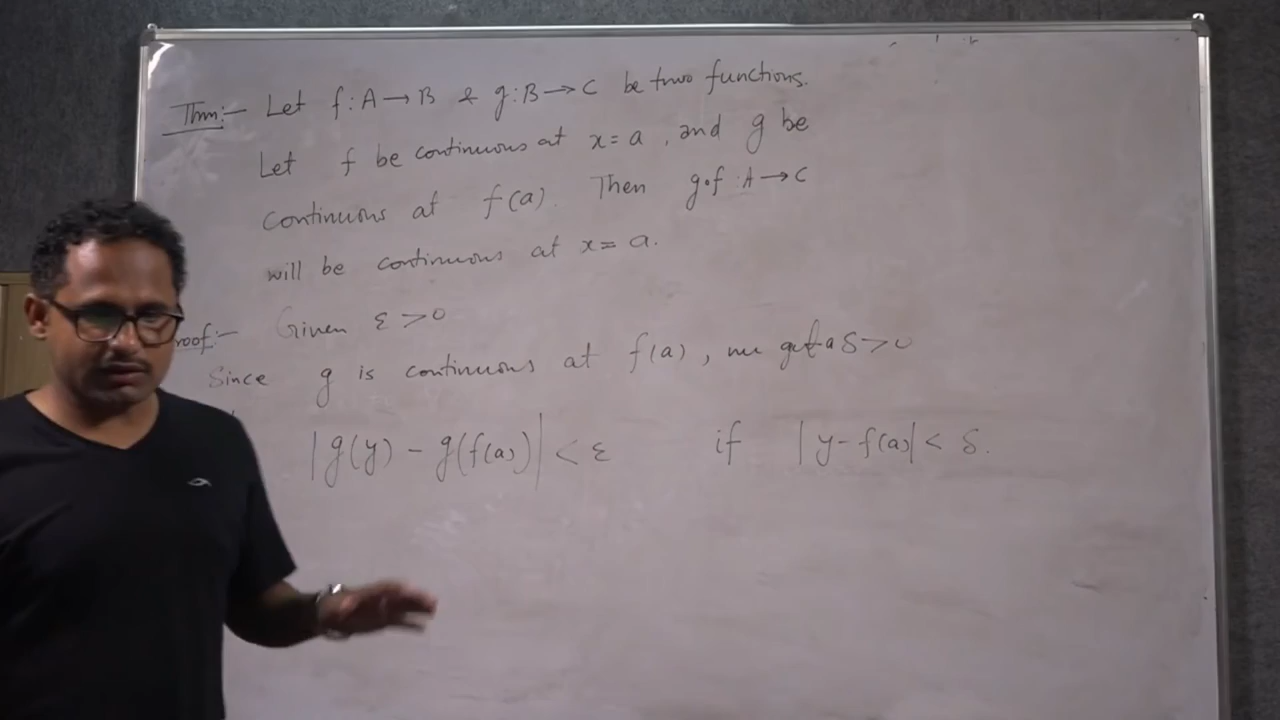 Thm:- Let f : A → B & g : B → C be two functions.
Let f be continuous at x = a , and g be
continuous at f(a). Then g∘f : A → C
will be continuous at x = a.
roof:- Given ε > 0
Since g is continuous at f(a), we get a δ > 0
|g(y) - g(f(a))| < ε if |y - f(a)| < δ.